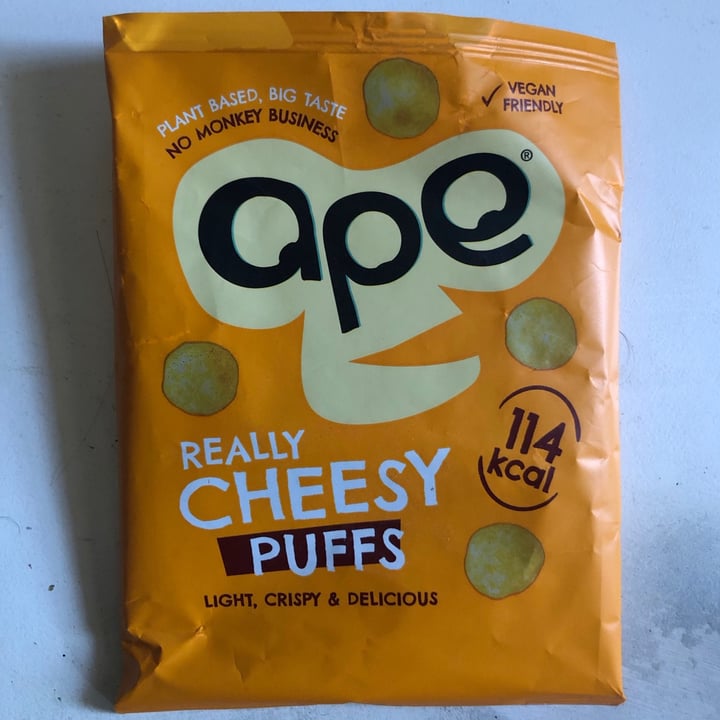 PLANT BASED, BIG TASTE
NO MONKEY BUSINESS
✓ VEGAN
FRIENDLY
ape®
114
kcal
REALLY
CHEESY
PUFFS
LIGHT, CRISPY & DELICIOUS